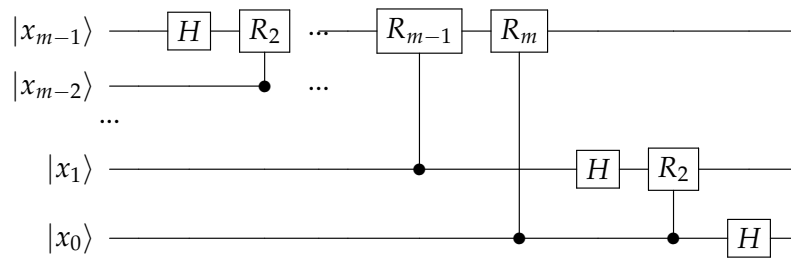 |x_{m−1}⟩ H R_2 ... R_{m−1} R_m
|x_{m−2}⟩ ...
...
|x_1⟩ H R_2
|x_0⟩ H